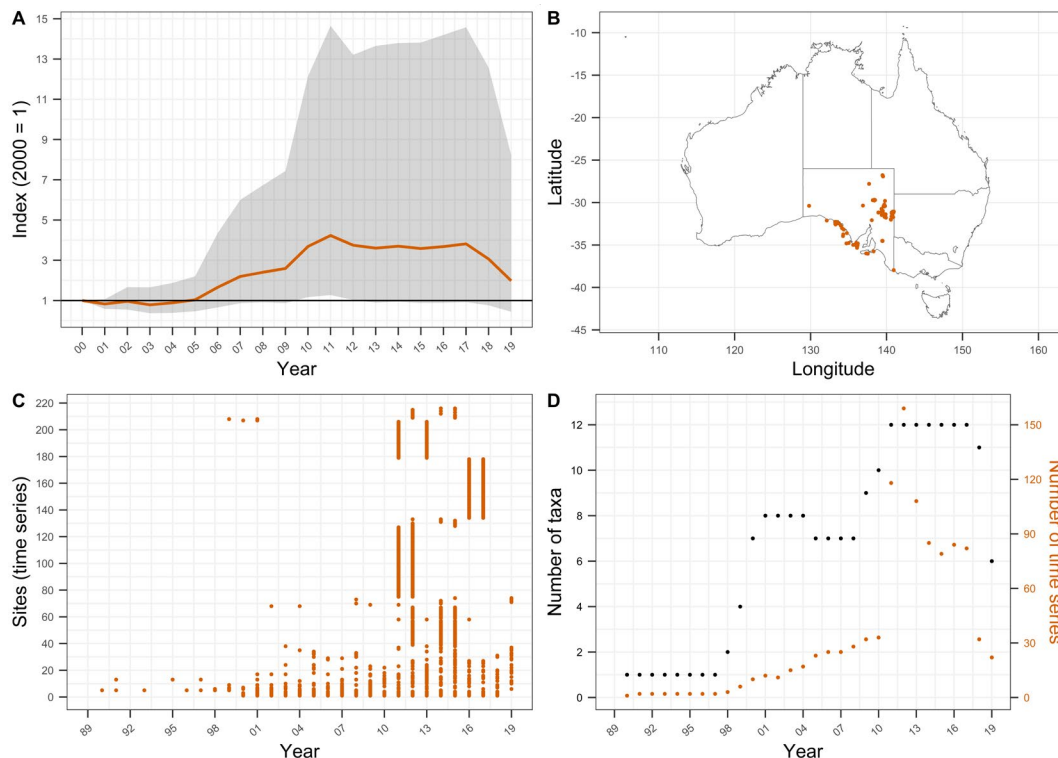 A
Index (2000 = 1)
15
13
11
9
7
5
3
1
00 01 02 03 04 05 06 07 08 09 10 11 12 13 14 15 16 17 18 19
Year
B
Latitude
-10
-15
-20
-25
-30
-35
-40
-45
110 120 130 140 150 160
Longitude
C
Sites (time series)
220
200
180
160
140
120
100
80
60
40
20
0
89 92 95 98 01 04 07 10 13 16 19
Year
D
Number of taxa
12
10
8
6
4
2
0
150
120
90
60
30
0
Number of time series
89 92 95 98 01 04 07 10 13 16 19
Year